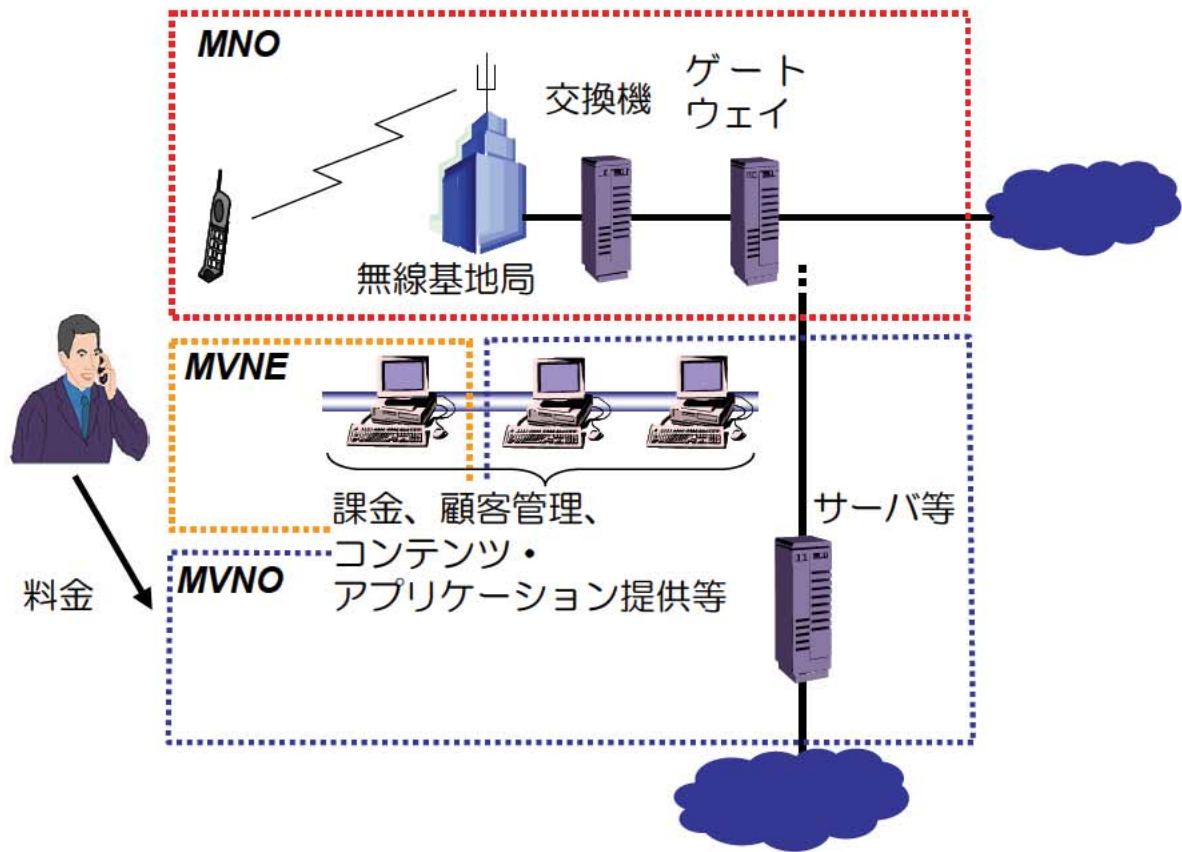 MNO
交換機
ゲート
ウェイ
無線基地局
MVNE
課金、顧客管理、
コンテンツ・
アプリケーション提供等
サーバ等
MVNO
料金